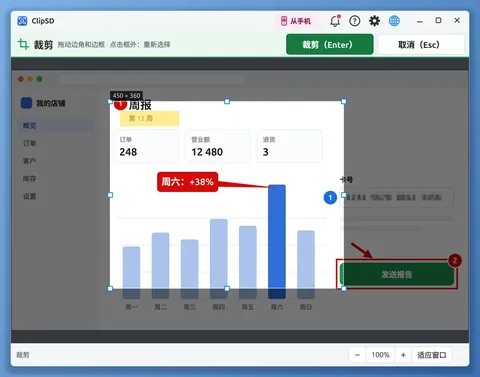 ClipSD
从手机
裁剪 拖动边角和边框 · 点击框外：重新选择
裁剪（Enter）
取消（Esc）
450 × 360
我的店铺
概览
订单
客户
库存
设置
1
周报
第 12 周
订单
248
营业额
12 480
退货
3
周六：+38%
卡号
1
2
发送报告
周一 周二 周三 周四 周五 周六 周日
裁剪
− 100% + 适应窗口